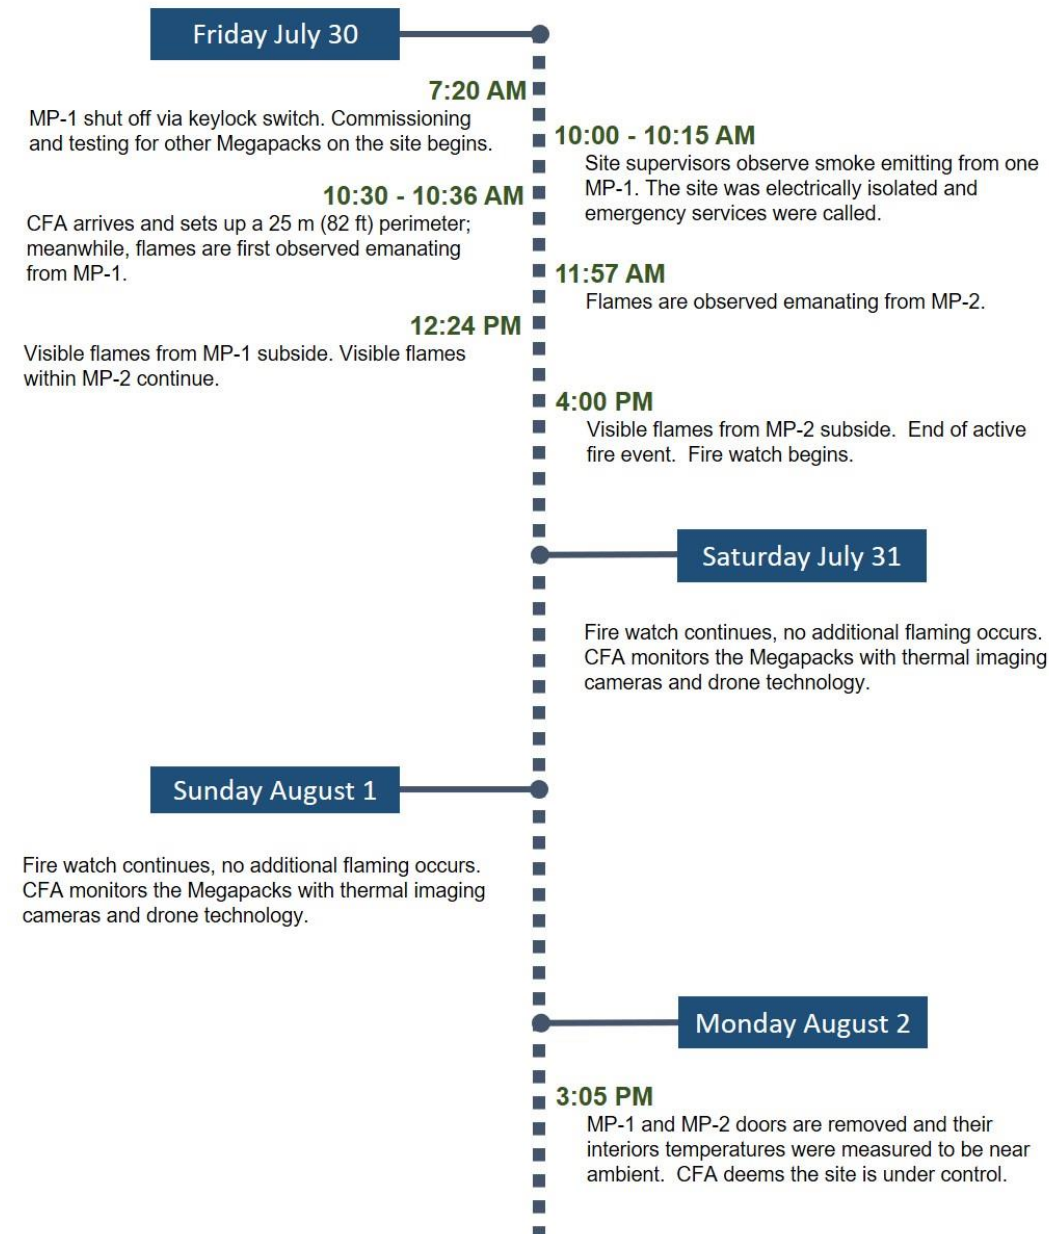 Friday July 30
7:20 AM
MP-1 shut off via keylock switch. Commissioning
and testing for other Megapacks on the site begins.
10:00 - 10:15 AM
Site supervisors observe smoke emitting from one
MP-1. The site was electrically isolated and
emergency services were called.
10:30 - 10:36 AM
CFA arrives and sets up a 25 m (82 ft) perimeter;
meanwhile, flames are first observed emanating
from MP-1.
11:57 AM
Flames are observed emanating from MP-2.
12:24 PM
Visible flames from MP-1 subside. Visible flames
within MP-2 continue.
4:00 PM
Visible flames from MP-2 subside.  End of active
fire event.  Fire watch begins.
Saturday July 31
Fire watch continues, no additional flaming occurs.
CFA monitors the Megapacks with thermal imaging
cameras and drone technology.
Sunday August 1
Fire watch continues, no additional flaming occurs.
CFA monitors the Megapacks with thermal imaging
cameras and drone technology.
Monday August 2
3:05 PM
MP-1 and MP-2 doors are removed and their
interiors temperatures were measured to be near
ambient.  CFA deems the site is under control.